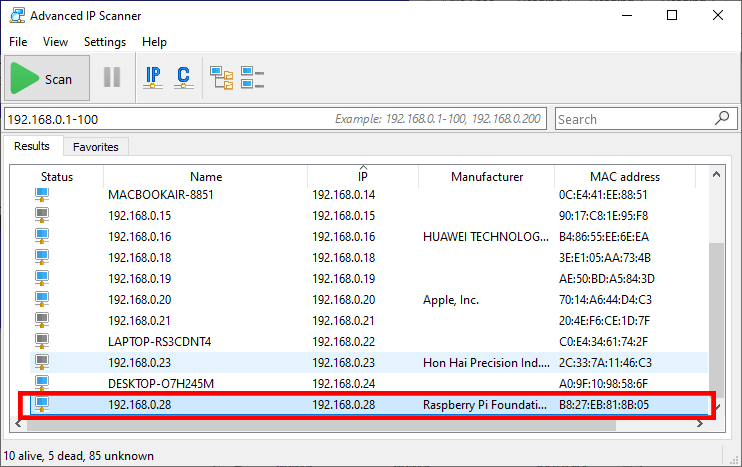 Advanced IP Scanner
File View Settings Help
Scan IP C
192.168.0.1-100 Example: 192.168.0.1-100, 192.168.0.200 Search
Results Favorites
Status Name IP Manufacturer MAC address
MACBOOKAIR-8851 192.168.0.14 0C:E4:41:EE:88:51
192.168.0.15 192.168.0.15 90:17:C8:1E:95:F8
192.168.0.16 192.168.0.16 HUAWEI TECHNOLOG... B4:86:55:EE:6E:EA
192.168.0.18 192.168.0.18 3E:E1:05:AA:73:4B
192.168.0.19 192.168.0.19 AE:50:BD:A5:84:3D
192.168.0.20 192.168.0.20 Apple, Inc. 70:14:A6:44:D4:C3
192.168.0.21 192.168.0.21 20:4E:F6:CE:1D:7F
LAPTOP-RS3CDNT4 192.168.0.22 C0:E4:34:61:74:2F
192.168.0.23 192.168.0.23 Hon Hai Precision Ind.... 2C:33:7A:11:46:C3
DESKTOP-O7H245M 192.168.0.24 A0:9F:10:98:58:6F
192.168.0.28 192.168.0.28 Raspberry Pi Foundati... B8:27:EB:81:8B:05
10 alive, 5 dead, 85 unknown